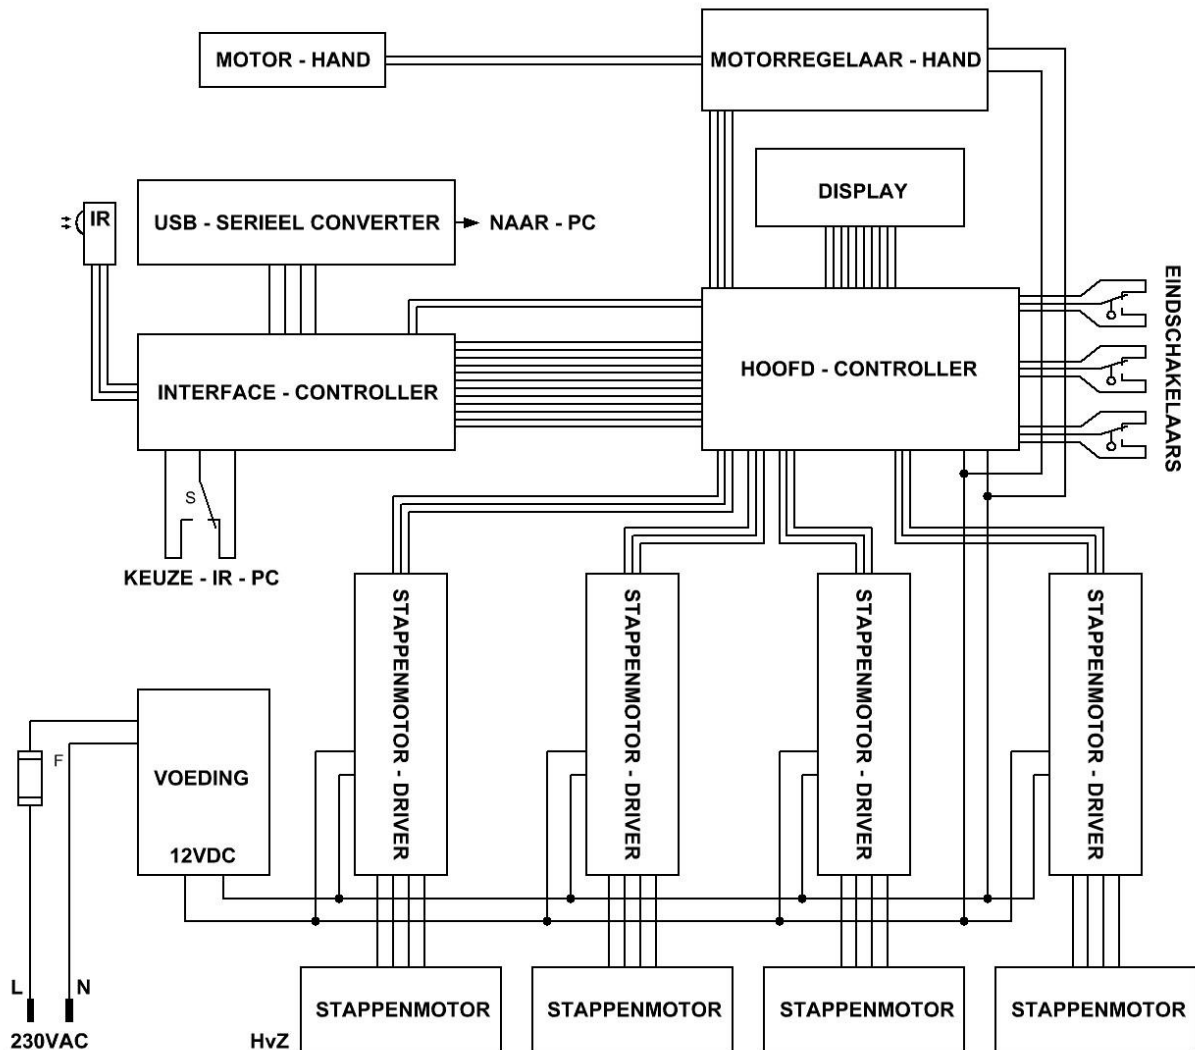 MOTOR - HAND
MOTORREGELAAR - HAND
DISPLAY
IR
USB - SERIEEL CONVERTER
NAAR - PC
EINDSCHAKELAARS
INTERFACE - CONTROLLER
HOOFD - CONTROLLER
S
KEUZE - IR - PC
STAPPENMOTOR - DRIVER
STAPPENMOTOR - DRIVER
STAPPENMOTOR - DRIVER
STAPPENMOTOR - DRIVER
F
VOEDING
12VDC
L
N
230VAC
HvZ
STAPPENMOTOR
STAPPENMOTOR
STAPPENMOTOR
STAPPENMOTOR